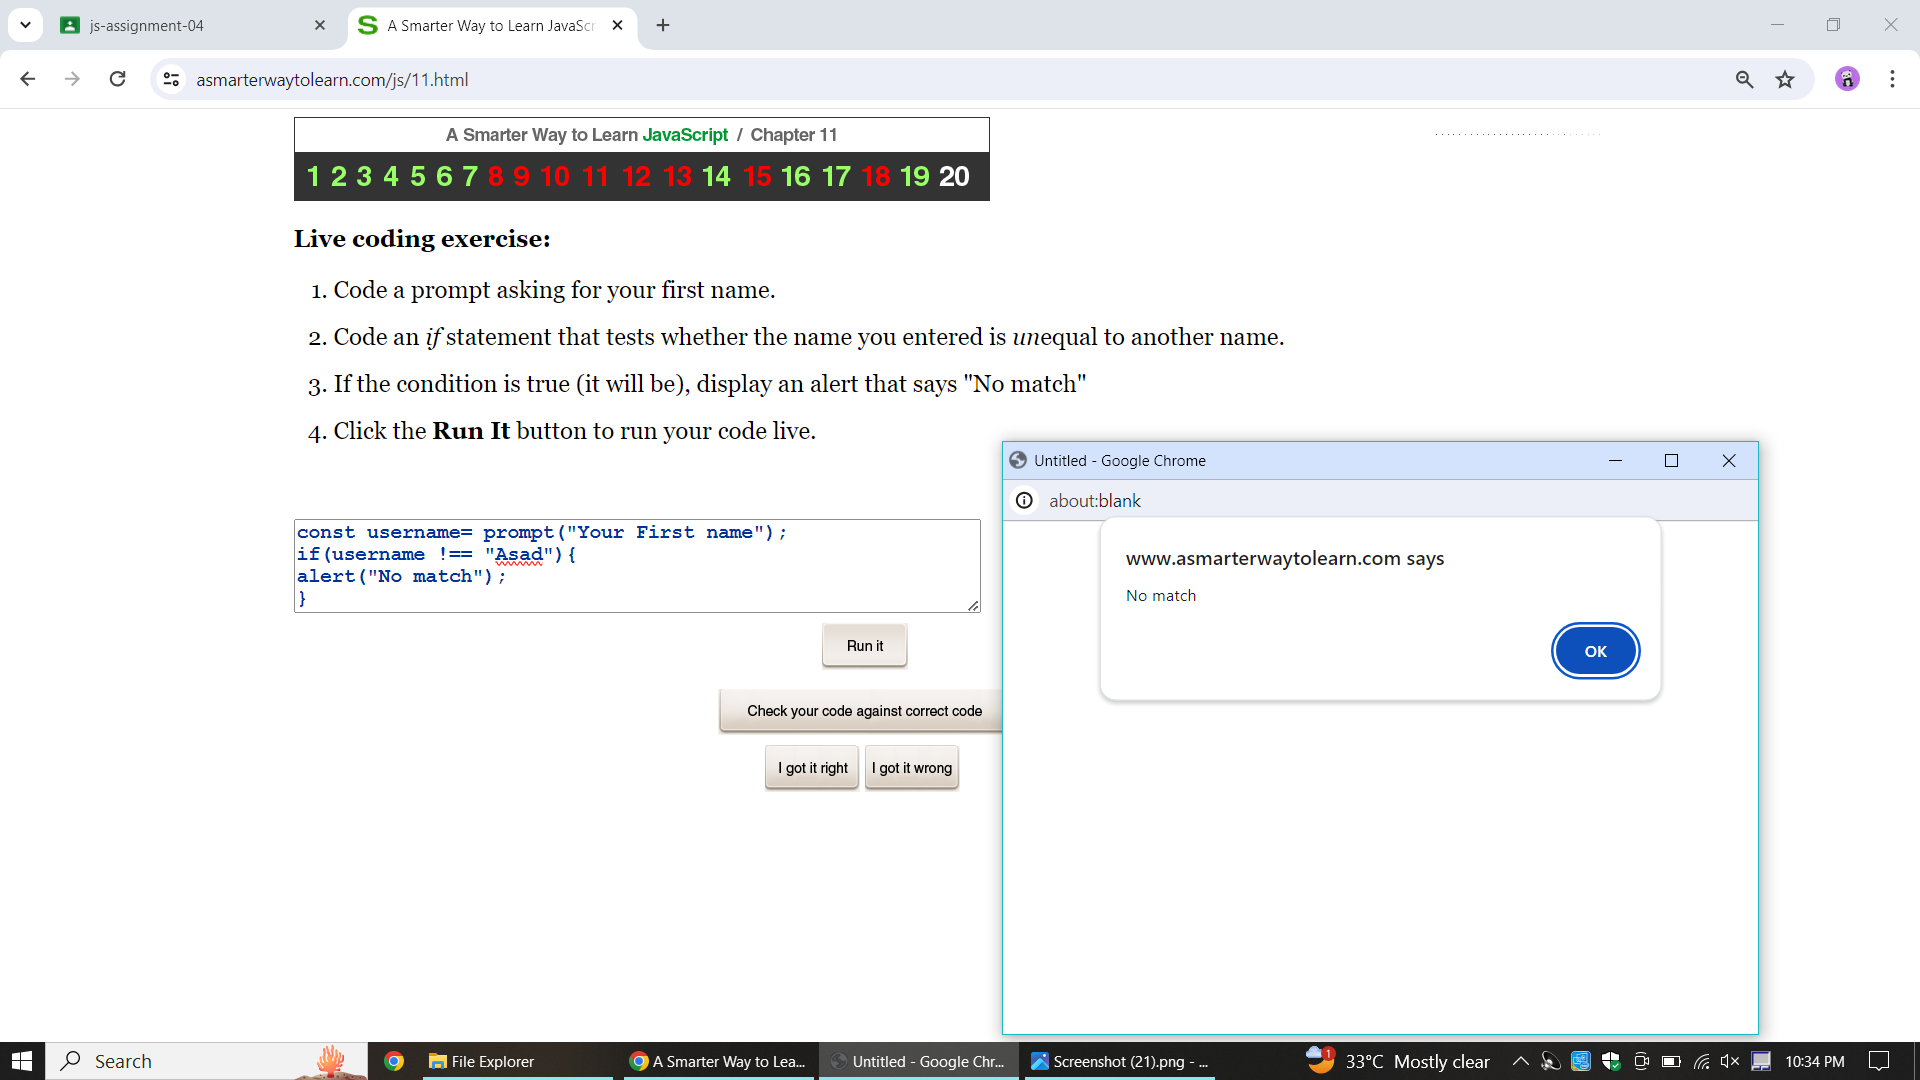 js-assignment-04
A Smarter Way to Learn JavaScr
asmarterwaytolearn.com/js/11.html
A Smarter Way to Learn JavaScript / Chapter 11
1 2 3 4 5 6 7 8 9 10 11 12 13 14 15 16 17 18 19 20
Live coding exercise:
1. Code a prompt asking for your first name.
2. Code an if statement that tests whether the name you entered is unequal to another name.
3. If the condition is true (it will be), display an alert that says "No match"
4. Click the Run It button to run your code live.
const username= prompt("Your First name");
if(username !== "Asad"){
alert("No match");
}
Run it
Check your code against correct code
I got it right
I got it wrong
Untitled - Google Chrome
about:blank
www.asmarterwaytolearn.com says
No match
OK
Search
File Explorer
A Smarter Way to Lea...
Untitled - Google Chr...
Screenshot (21).png - ...
1
33°C Mostly clear
10:34 PM